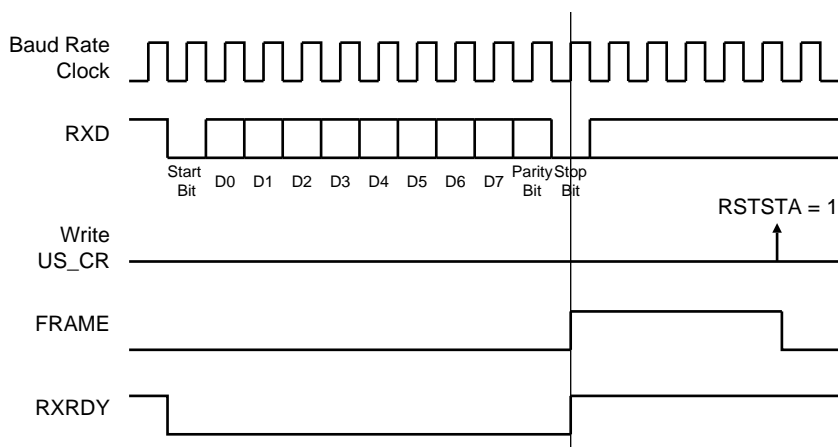 Baud Rate
Clock
RXD
Start
Bit
D0
D1
D2
D3
D4
D5
D6
D7
Parity
Bit
Stop
Bit
RSTSTA = 1
Write
US_CR
FRAME
RXRDY